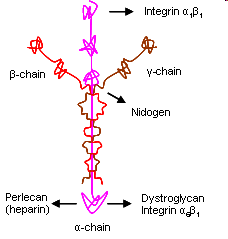 Integrin α₁β₁
β-chain
γ-chain
Nidogen
Perlecan
(heparin)
Dystroglycan
Integrin α₆β₁
α-chain